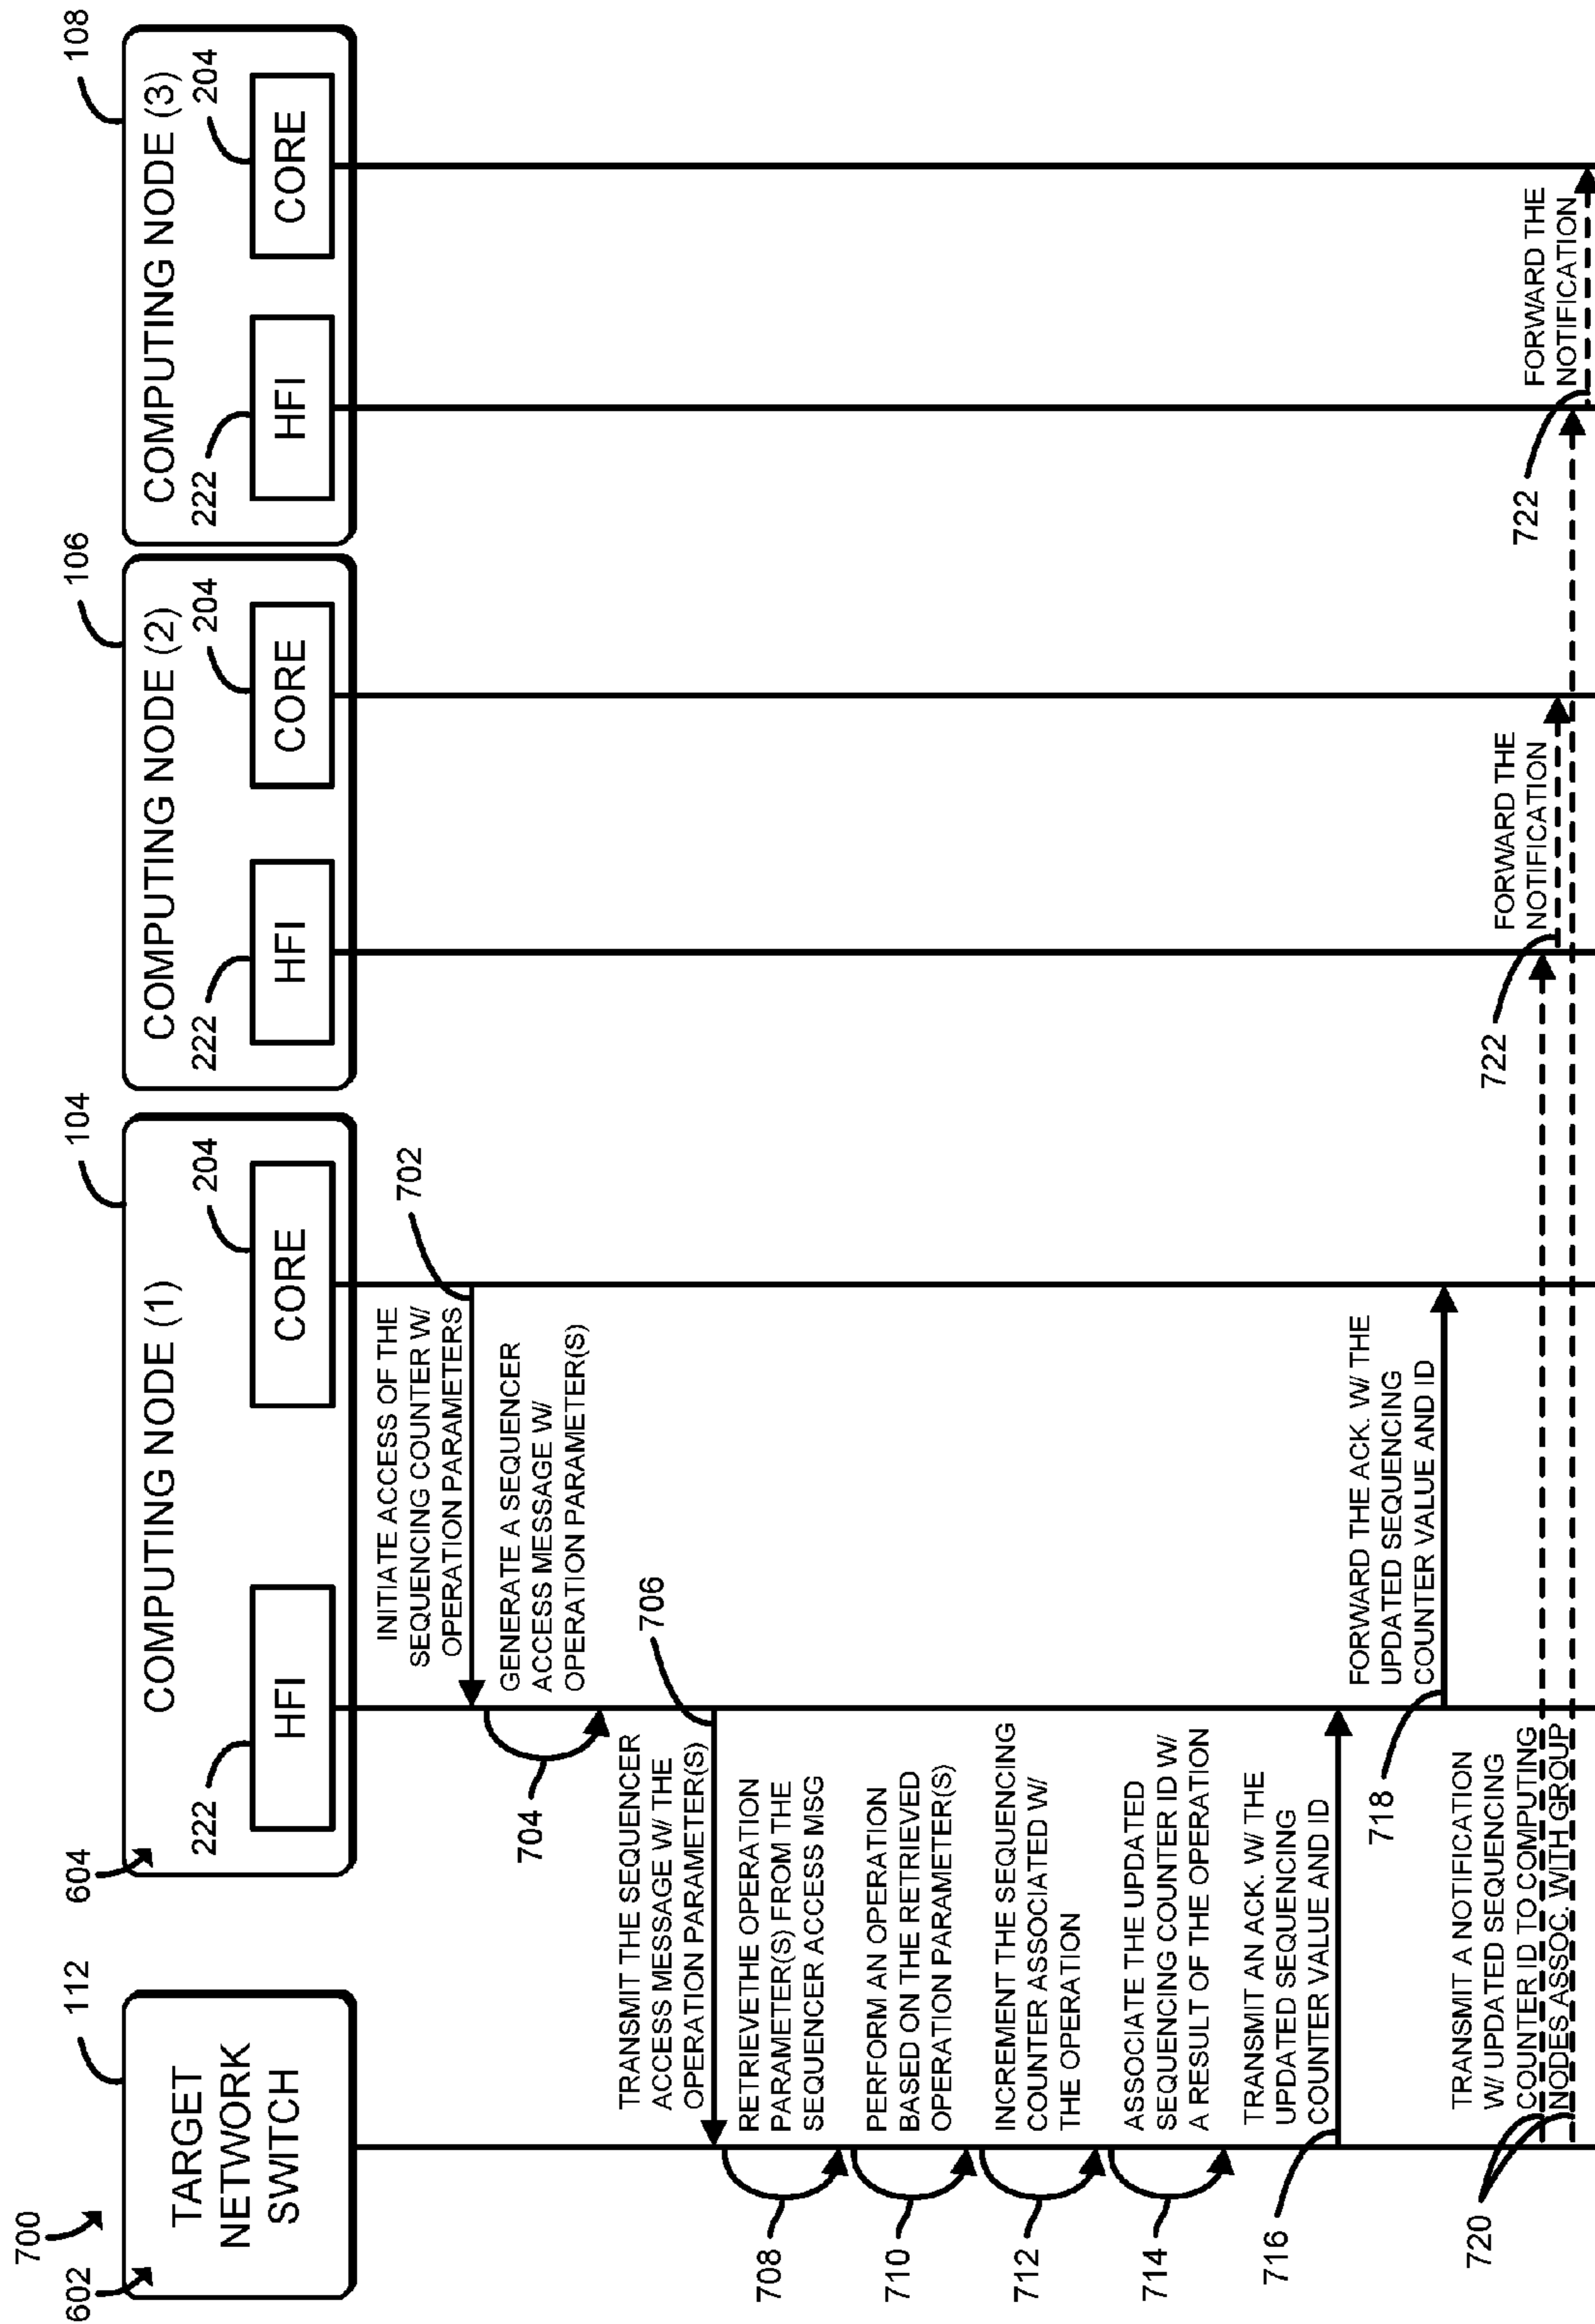 700
602
112
TARGET
NETWORK
SWITCH
604
104
COMPUTING NODE (1)
222
HFI
204
CORE
106
COMPUTING NODE (2)
222
HFI
204
CORE
108
COMPUTING NODE (3)
222
HFI
204
CORE
INITIATE ACCESS OF THE
SEQUENCING COUNTER W/
OPERATION PARAMETERS
702
GENERATE A SEQUENCER
ACCESS MESSAGE W/
OPERATION PARAMETER(S)
704
TRANSMIT THE SEQUENCER
ACCESS MESSAGE W/ THE
OPERATION PARAMETER(S)
706
RETRIEVETHE OPERATION
PARAMETER(S) FROM THE
SEQUENCER ACCESS MSG
708
PERFORM AN OPERATION
BASED ON THE RETRIEVED
OPERATION PARAMETER(S)
710
INCREMENT THE SEQUENCING
COUNTER ASSOCIATED W/
THE OPERATION
712
ASSOCIATE THE UPDATED
SEQUENCING COUNTER ID W/
A RESULT OF THE OPERATION
714
TRANSMIT AN ACK. W/ THE
UPDATED SEQUENCING
COUNTER VALUE AND ID
716
FORWARD THE ACK. W/ THE
UPDATED SEQUENCING
COUNTER VALUE AND ID
718
TRANSMIT A NOTIFICATION
W/ UPDATED SEQUENCING
COUNTER ID TO COMPUTING
NODES ASSOC. WITH GROUP
720
FORWARD THE
NOTIFICATION
722
FORWARD THE
NOTIFICATION
722